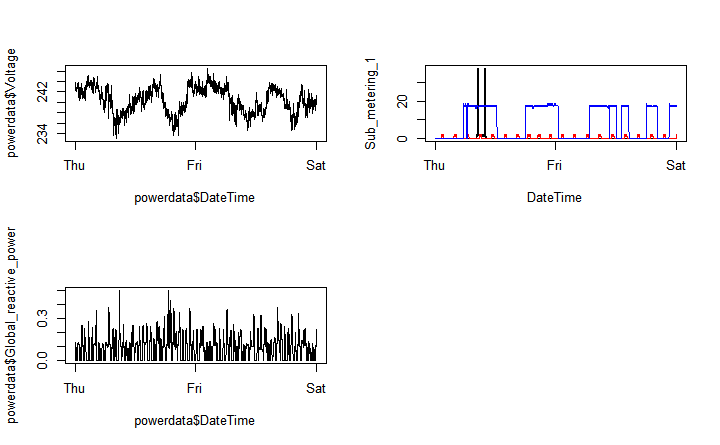 powerdata$Voltage
234
242
Thu
Fri
Sat
powerdata$DateTime
Sub_metering_1
0
20
Thu
Fri
Sat
DateTime
powerdata$Global_reactive_power
0.0
0.3
Thu
Fri
Sat
powerdata$DateTime